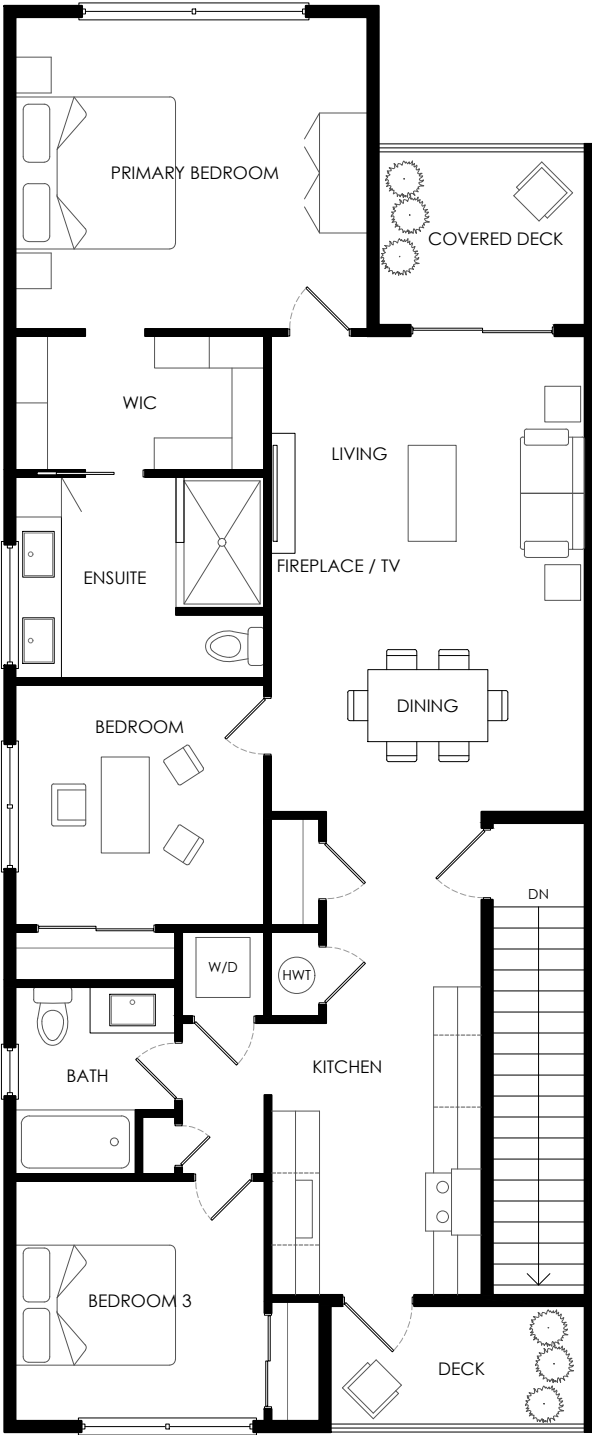 PRIMARY BEDROOM
COVERED DECK
WIC
LIVING
FIREPLACE / TV
ENSUITE
DINING
BEDROOM
DN
W/D
HWT
KITCHEN
BATH
BEDROOM 3
DECK